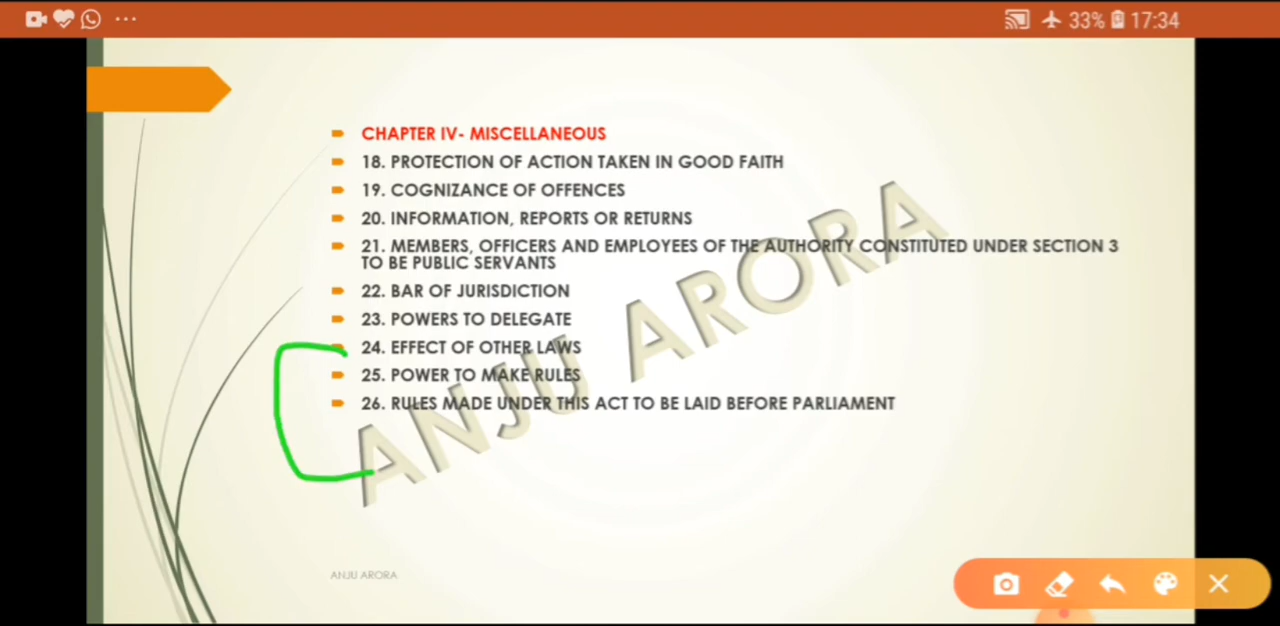 33% 17:34
CHAPTER IV- MISCELLANEOUS
18. PROTECTION OF ACTION TAKEN IN GOOD FAITH
19. COGNIZANCE OF OFFENCES
20. INFORMATION, REPORTS OR RETURNS
21. MEMBERS, OFFICERS AND EMPLOYEES OF THE AUTHORITY CONSTITUTED UNDER SECTION 3
TO BE PUBLIC SERVANTS
22. BAR OF JURISDICTION
23. POWERS TO DELEGATE
24. EFFECT OF OTHER LAWS
25. POWER TO MAKE RULES
26. RULES MADE UNDER THIS ACT TO BE LAID BEFORE PARLIAMENT
ANJU ARORA
ANJU ARORA